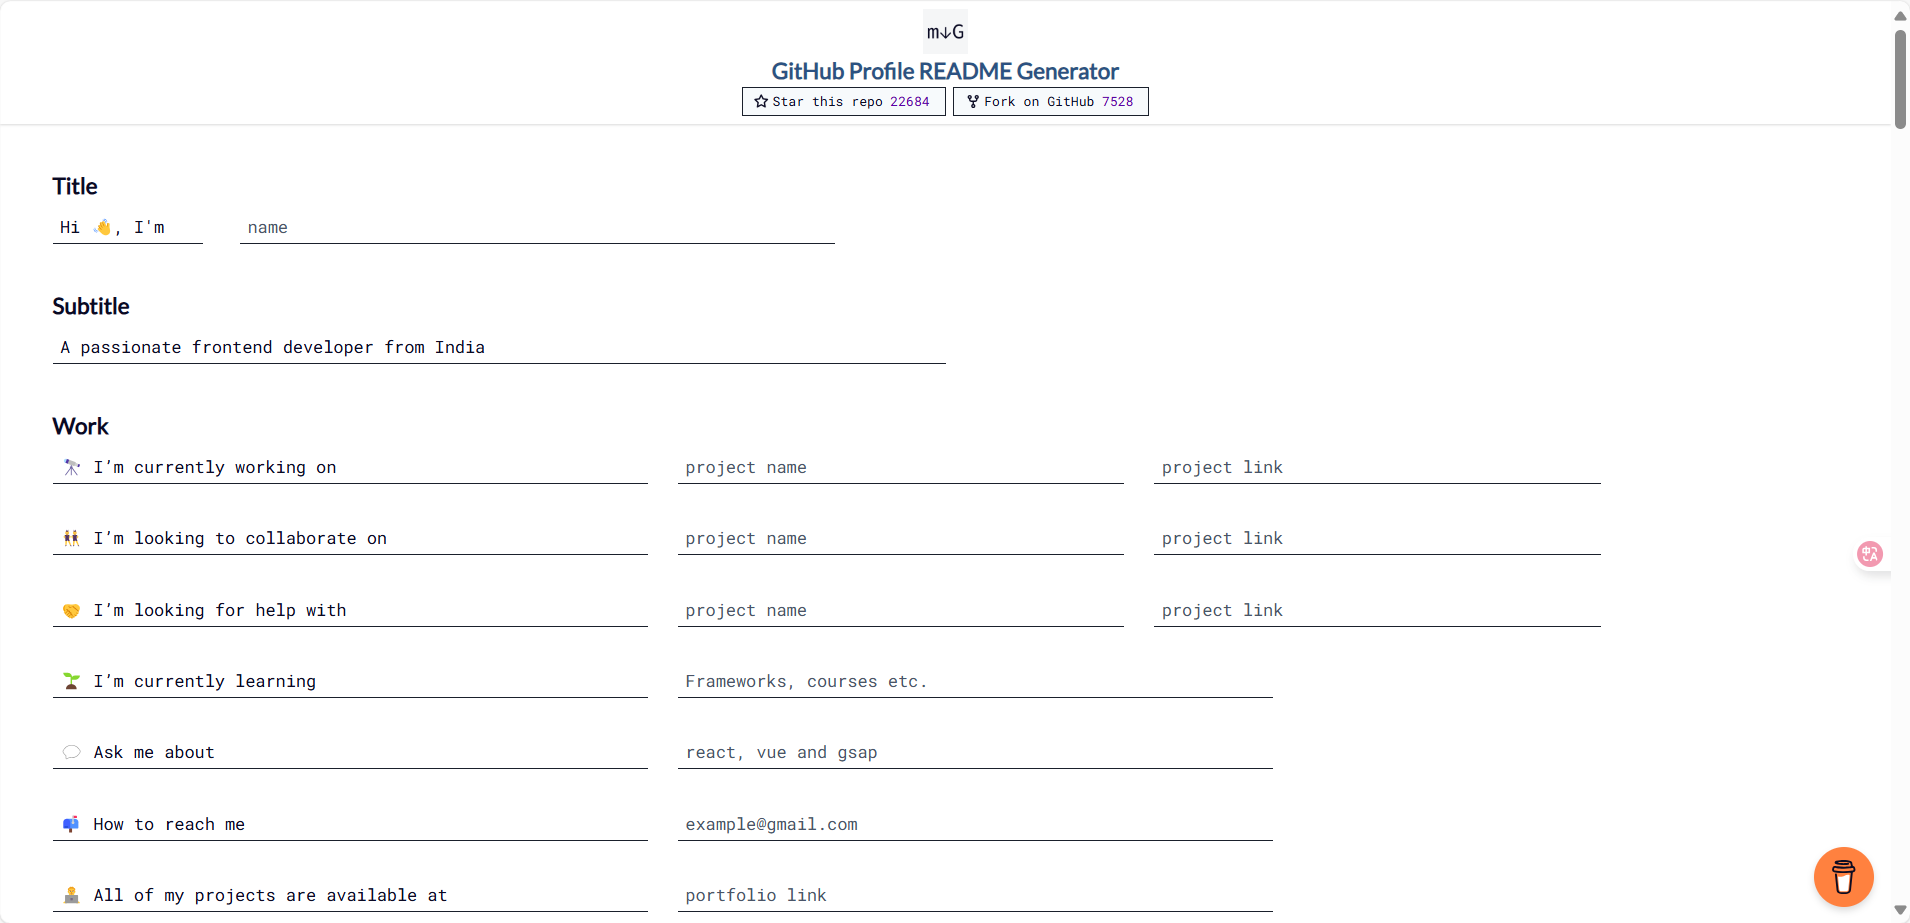 m↓G
GitHub Profile README Generator
Star this repo 22684 Fork on GitHub 7528
Title
Hi 👋, I'm name
Subtitle
A passionate frontend developer from India
Work
🔭 I’m currently working on project name project link
👯 I’m looking to collaborate on project name project link
🤝 I’m looking for help with project name project link
🌱 I’m currently learning Frameworks, courses etc.
💬 Ask me about react, vue and gsap
📫 How to reach me example@gmail.com
👨‍💻 All of my projects are available at portfolio link
中A